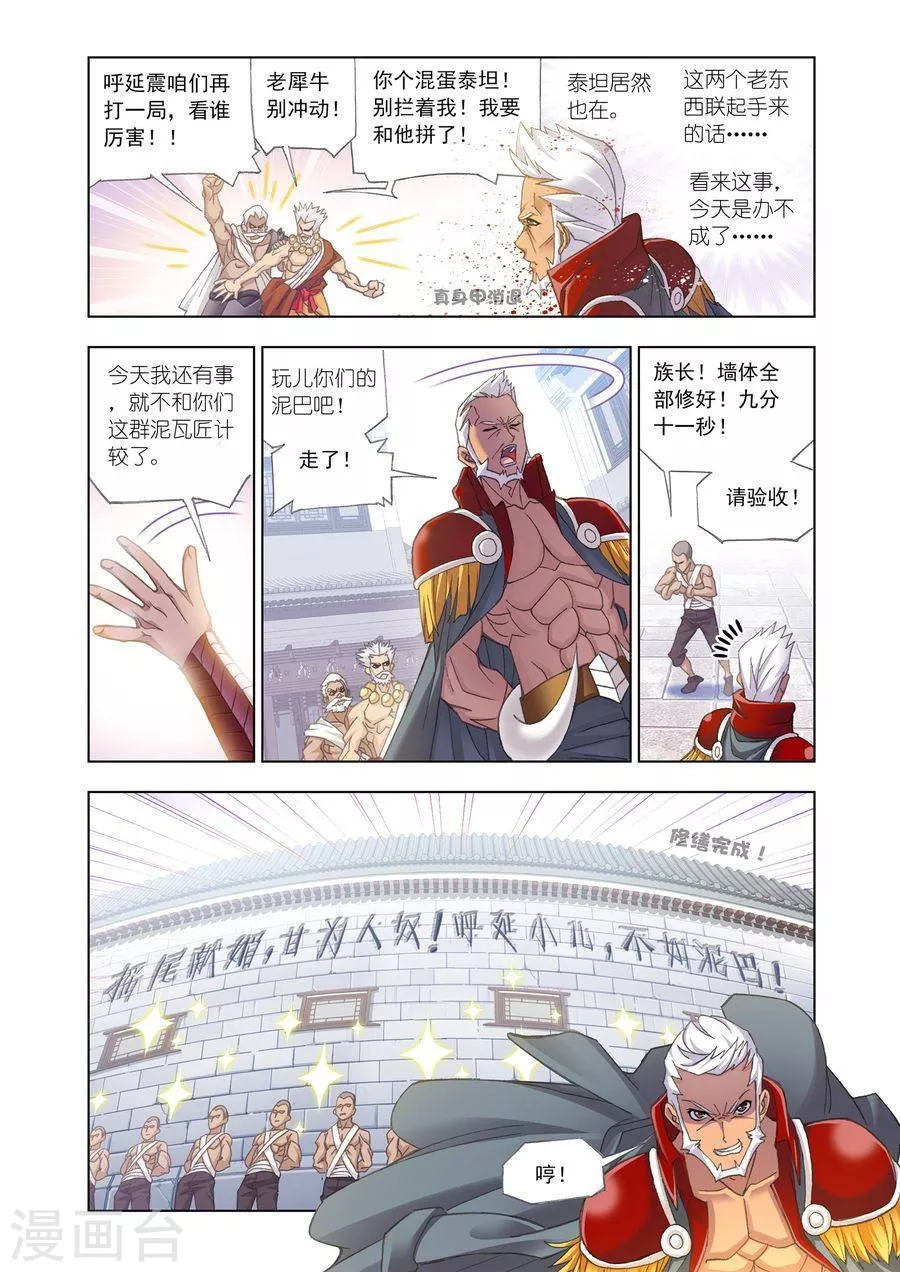 呼延震咱们再
打一局，看谁
厉害！！
老犀牛
别冲动！
你个混蛋泰坦！
别拦着我！我要
和他拼了！
泰坦居然
也在。
这两个老东
西联起手来
的话……
看来这事，
今天是办不
成了……
真身甲消退
今天我还有事
，就不和你们
这群泥瓦匠计
较了。
玩儿你们的
泥巴吧！
走了！
族长！墙体全
部修好！九分
十一秒！
请验收！
修缮完成！
摇尾献媚，甘为人奴！呼延小儿，不如泥巴！
哼！
漫画台